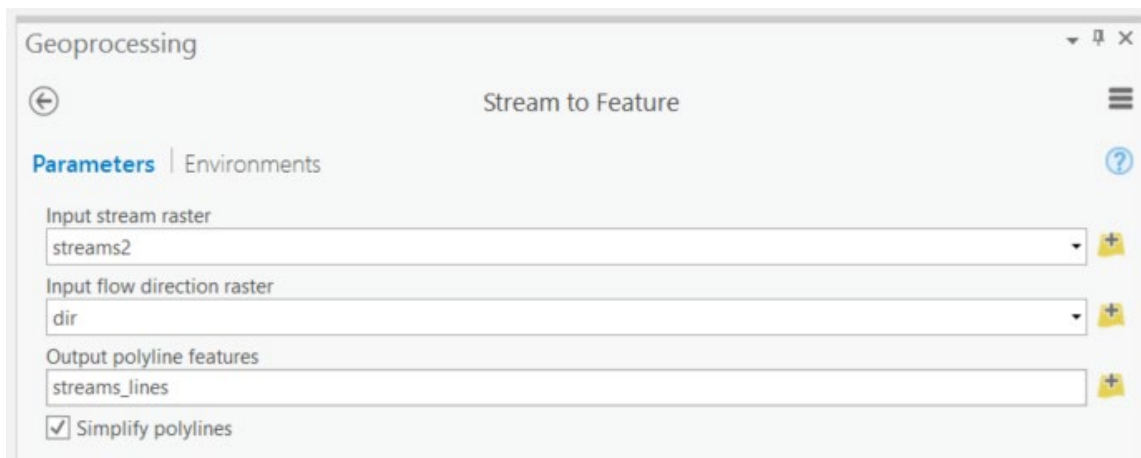 Geoprocessing
Stream to Feature
Parameters | Environments
Input stream raster
streams2
Input flow direction raster
dir
Output polyline features
streams_lines
Simplify polylines